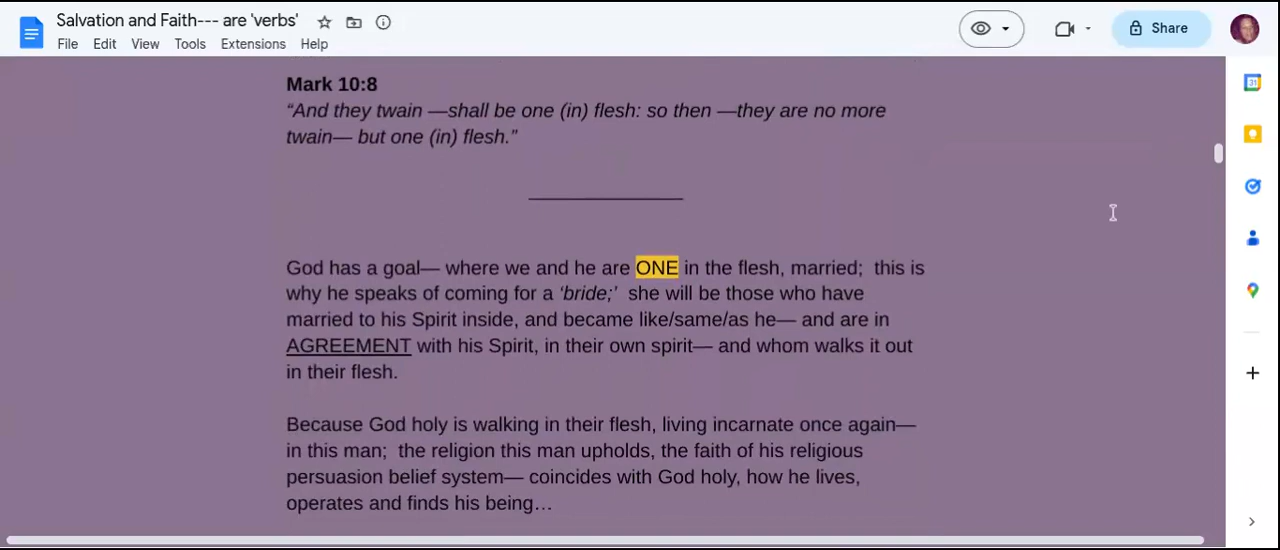 Salvation and Faith--- are 'verbs'
File Edit View Tools Extensions Help
Share
31
Mark 10:8
“And they twain —shall be one (in) flesh: so then —they are no more
twain— but one (in) flesh.”
God has a goal— where we and he are ONE in the flesh, married;  this is
why he speaks of coming for a ‘bride;’  she will be those who have
married to his Spirit inside, and became like/same/as he— and are in
AGREEMENT with his Spirit, in their own spirit— and whom walks it out
in their flesh.
Because God holy is walking in their flesh, living incarnate once again—
in this man;  the religion this man upholds, the faith of his religious
persuasion belief system— coincides with God holy, how he lives,
operates and finds his being…